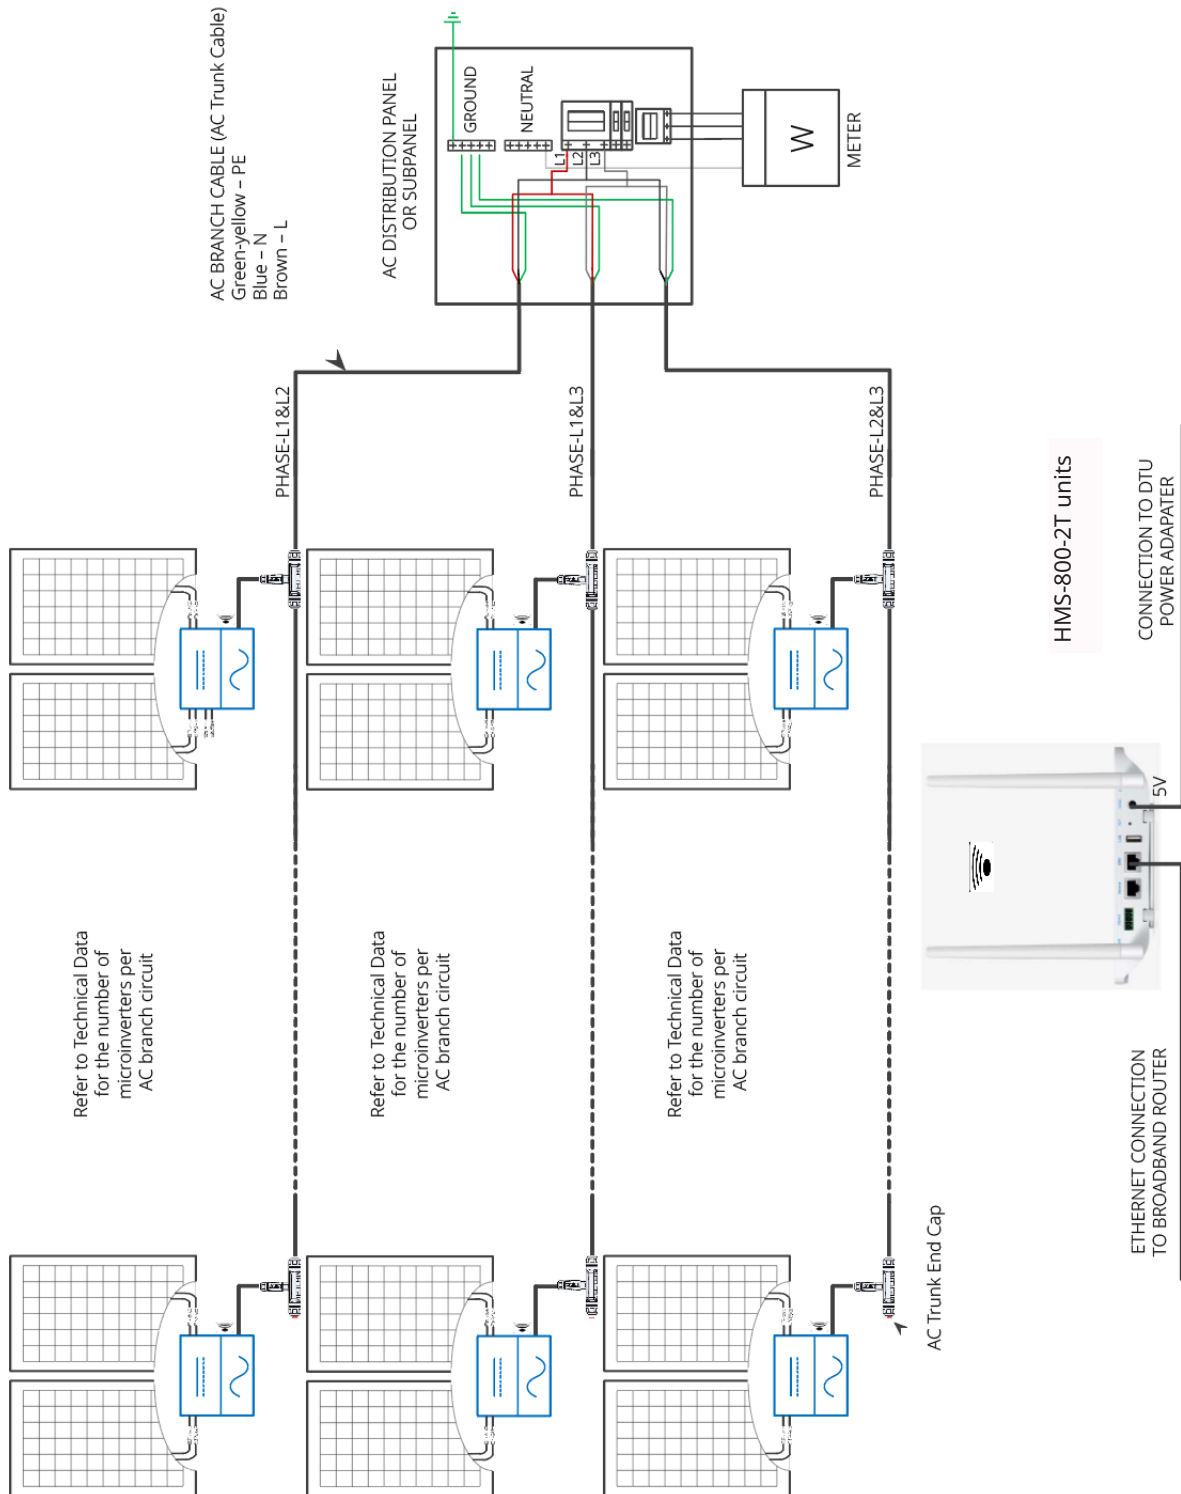 AC BRANCH CABLE (AC Trunk Cable)
Green-yellow – PE
Blue – N
Brown – L
AC DISTRIBUTION PANEL
OR SUBPANEL
GROUND
NEUTRAL
L1
L2
L3
W
METER
PHASE-L1&L2
PHASE-L1&L3
PHASE-L2&L3
Refer to Technical Data
for the number of
microinverters per
AC branch circuit
Refer to Technical Data
for the number of
microinverters per
AC branch circuit
Refer to Technical Data
for the number of
microinverters per
AC branch circuit
AC Trunk End Cap
HMS-800-2T units
CONNECTION TO DTU
POWER ADAPATER
5V
ETHERNET CONNECTION
TO BROADBAND ROUTER